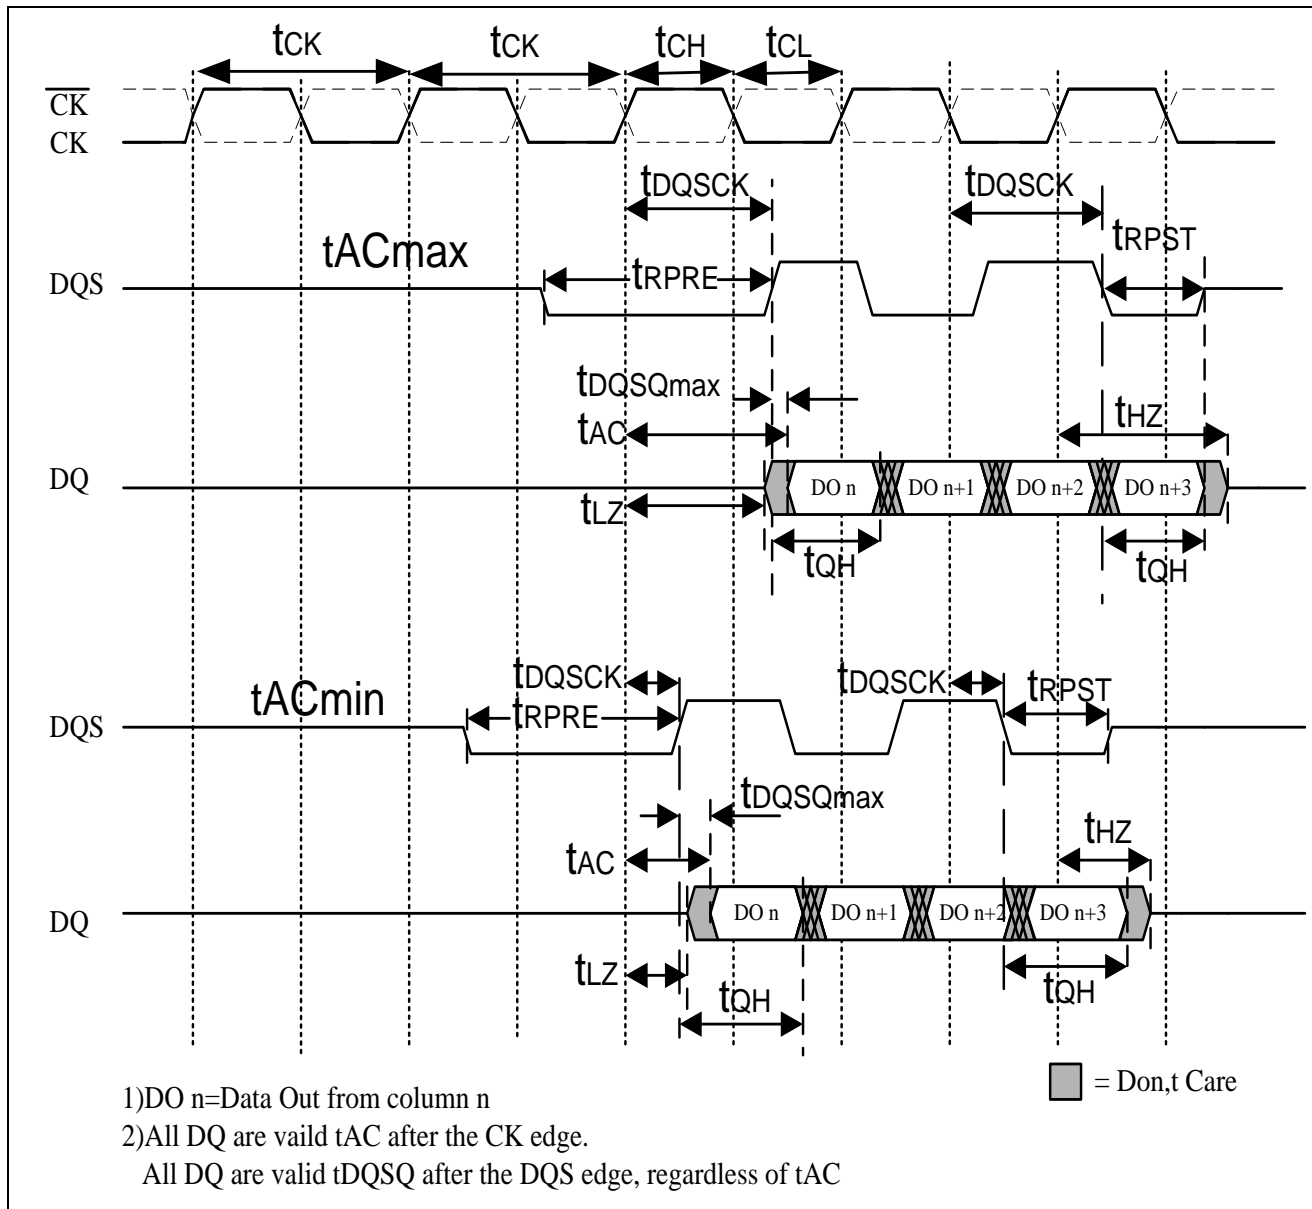 tCK tCK tCH tCL
CK
CK
tDQSCK tDQSCK
tRPST
tACmax
tRPRE
DQS
tDQSQmax
tAC tHZ
DQ DO n DO n+1 DO n+2 DO n+3
tLZ
tQH tQH
tDQSCK tDQSCK tRPST
tACmin tRPRE
DQS
tDQSQmax
tAC tHZ
DQ DO n DO n+1 DO n+2 DO n+3
tLZ
tQH tQH
= Don,t Care
1)DO n=Data Out from column n
2)All DQ are vaild tAC after the CK edge.
All DQ are valid tDQSQ after the DQS edge, regardless of tAC